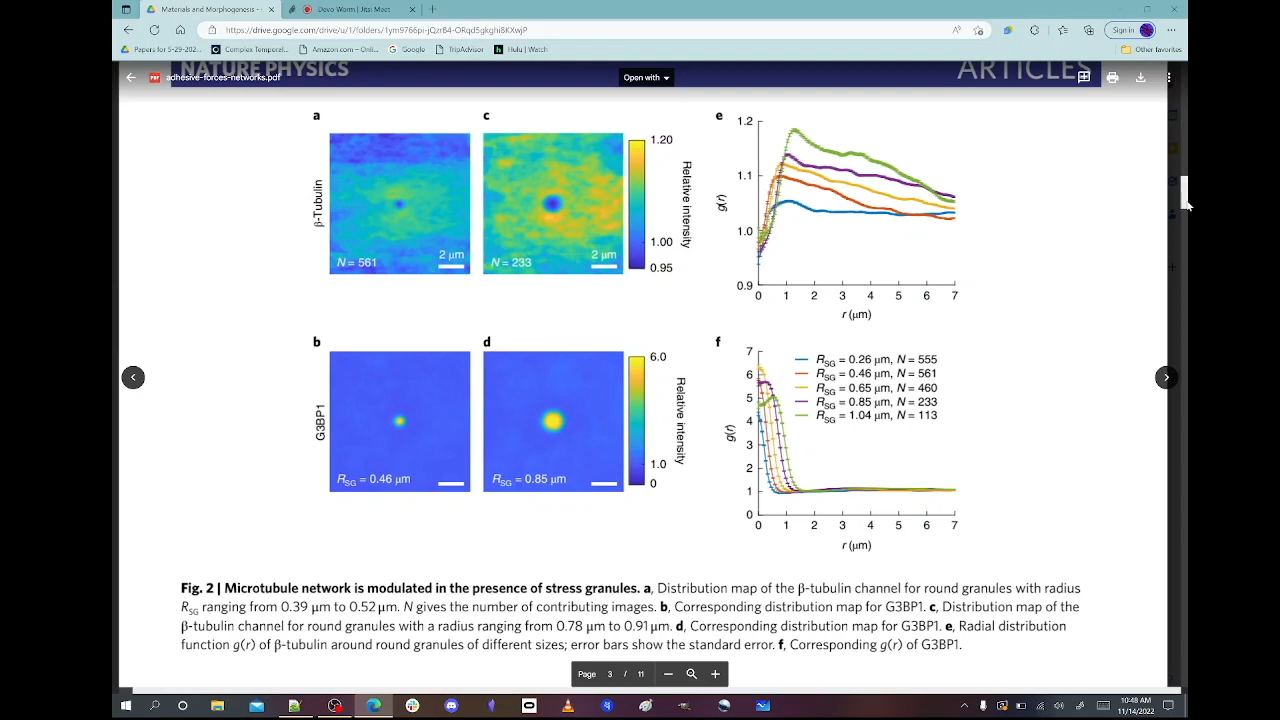 Materials and Morphogenesis -
Devo Worm | Jitsi Meet
https://drive.google.com/drive/u/1/folders/1ym9766pi-jQzr84-ORqd5gkghi8KXwjP
Sign in
Papers for 5-29-202...
Complex Temporal...
Amazon.com – Onli...
Google
TripAdvisor
Hulu | Watch
Other favorites
NATURE PHYSICS
ARTICLES
adhesive-forces-networks.pdf
Open with
a
c
e
β-Tubulin
N = 561
2 μm
N = 233
2 μm
1.20
1.00
0.95
Relative intensity
1.2
1.1
1.0
0.9
g(r)
0 1 2 3 4 5 6 7
r (μm)
b
d
f
G3BP1
RSG = 0.46 μm
RSG = 0.85 μm
6.0
1.0
0
Relative intensity
7
6
5
4
3
2
1
0
g(r)
RSG = 0.26 μm, N = 555
RSG = 0.46 μm, N = 561
RSG = 0.65 μm, N = 460
RSG = 0.85 μm, N = 233
RSG = 1.04 μm, N = 113
0 1 2 3 4 5 6 7
r (μm)
Fig. 2 | Microtubule network is modulated in the presence of stress granules. a, Distribution map of the β-tubulin channel for round granules with radius
RSG ranging from 0.39 μm to 0.52 μm. N gives the number of contributing images. b, Corresponding distribution map for G3BP1. c, Distribution map of the
β-tubulin channel for round granules with a radius ranging from 0.78 μm to 0.91 μm. d, Corresponding distribution map for G3BP1. e, Radial distribution
function g(r) of β-tubulin around round granules of different sizes; error bars show the standard error. f, Corresponding g(r) of G3BP1.
Page 3 / 11
10:49 AM
11/14/2022